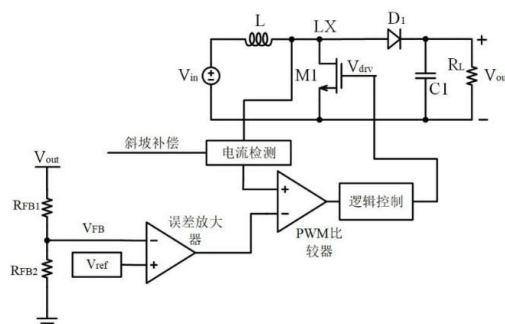 L
LX
D1
Vin
M1
Vdrv
C1
RL
+
Vou
−
斜坡补偿
电流检测
Vout
RFB1
VFB
RFB2
Vref
−
+
误差放大
器
+
−
PWM比
较器
逻辑控制